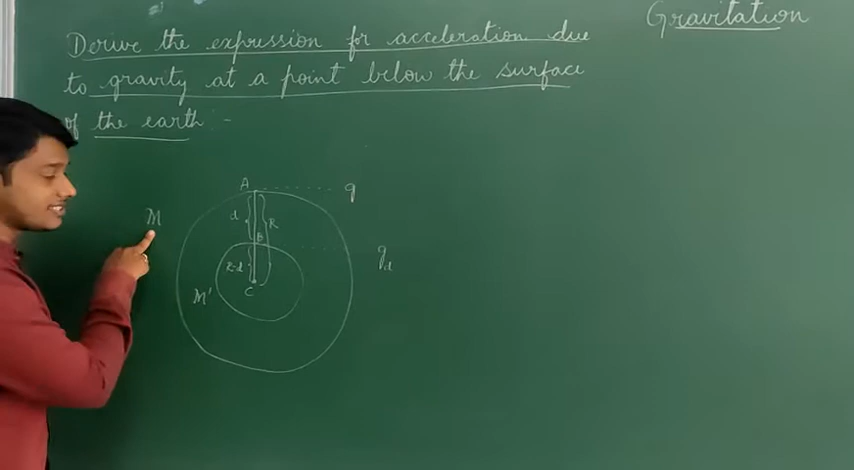 Gravitation
Derive the expression for acceleration due
to gravity at a point below the surface
of the earth :-
A
g
M
d
R
B
g_d
R-d
M'
C